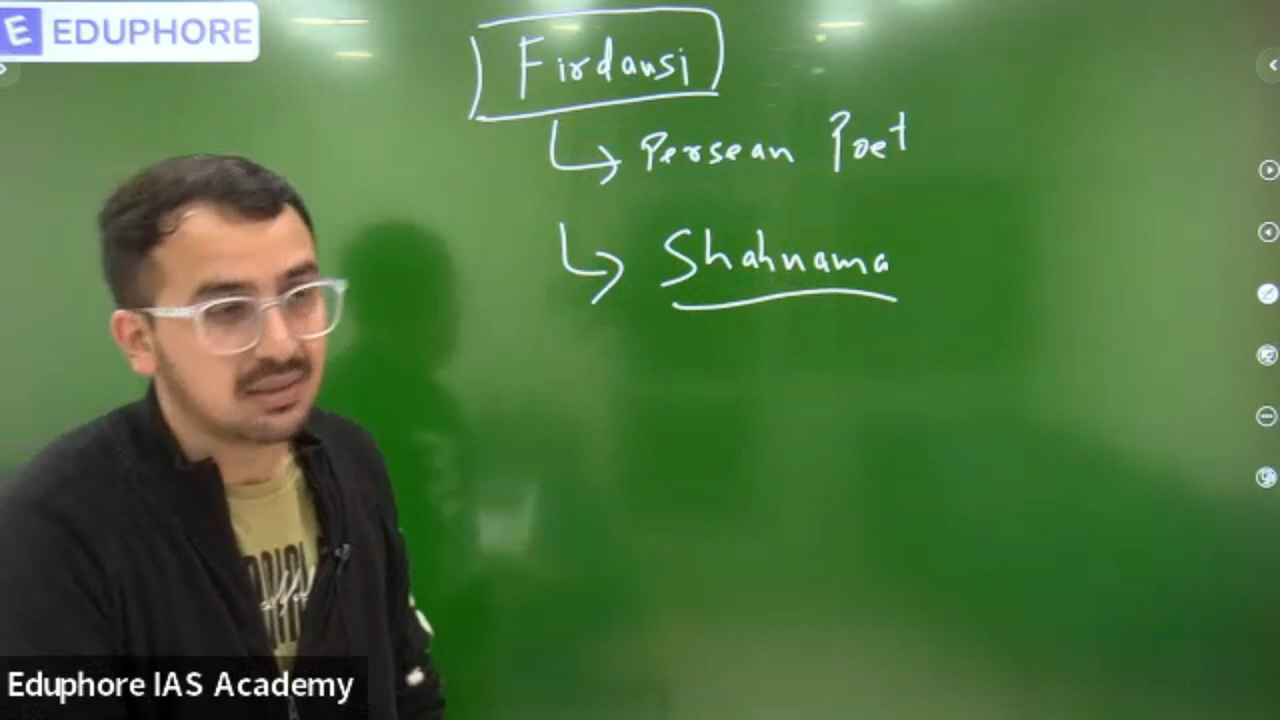 EDUPHORE
Firdausi
Persean Poet
Shahnama
Eduphore IAS Academy